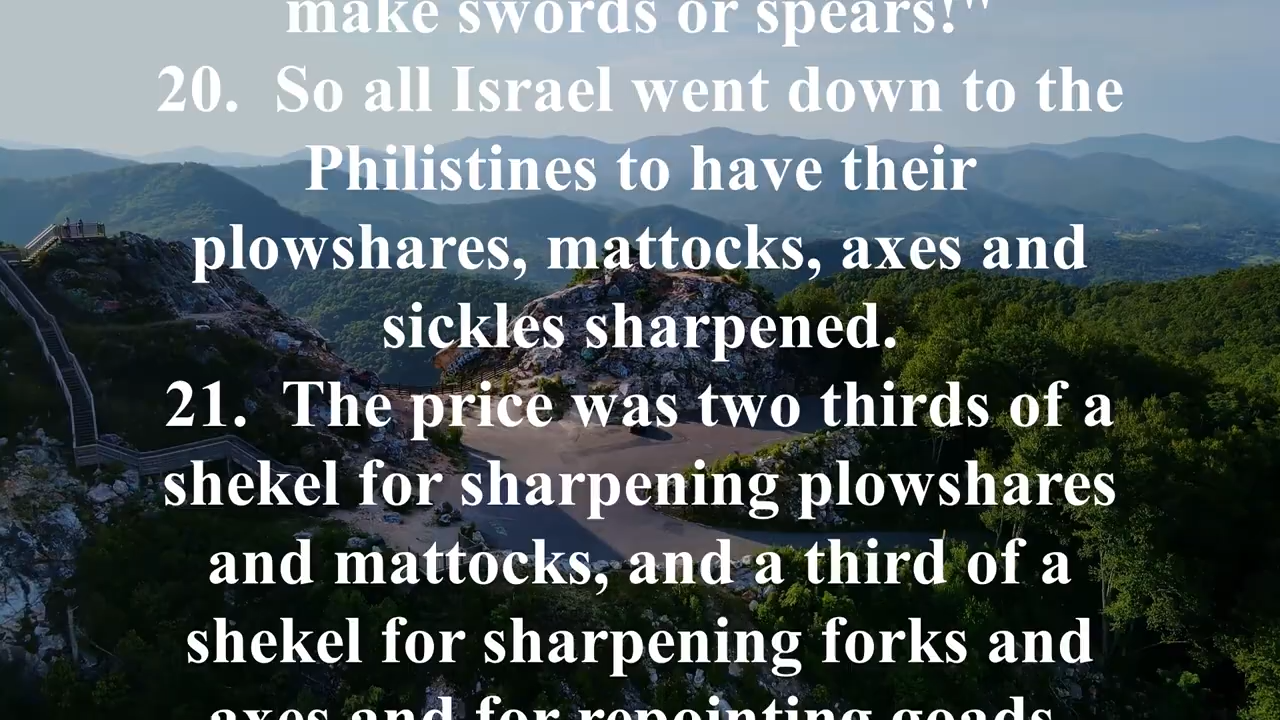 make swords or spears!"
20. So all Israel went down to the
Philistines to have their
plowshares, mattocks, axes and
sickles sharpened.
21. The price was two thirds of a
shekel for sharpening plowshares
and mattocks, and a third of a
shekel for sharpening forks and
axes and for repointing goads.